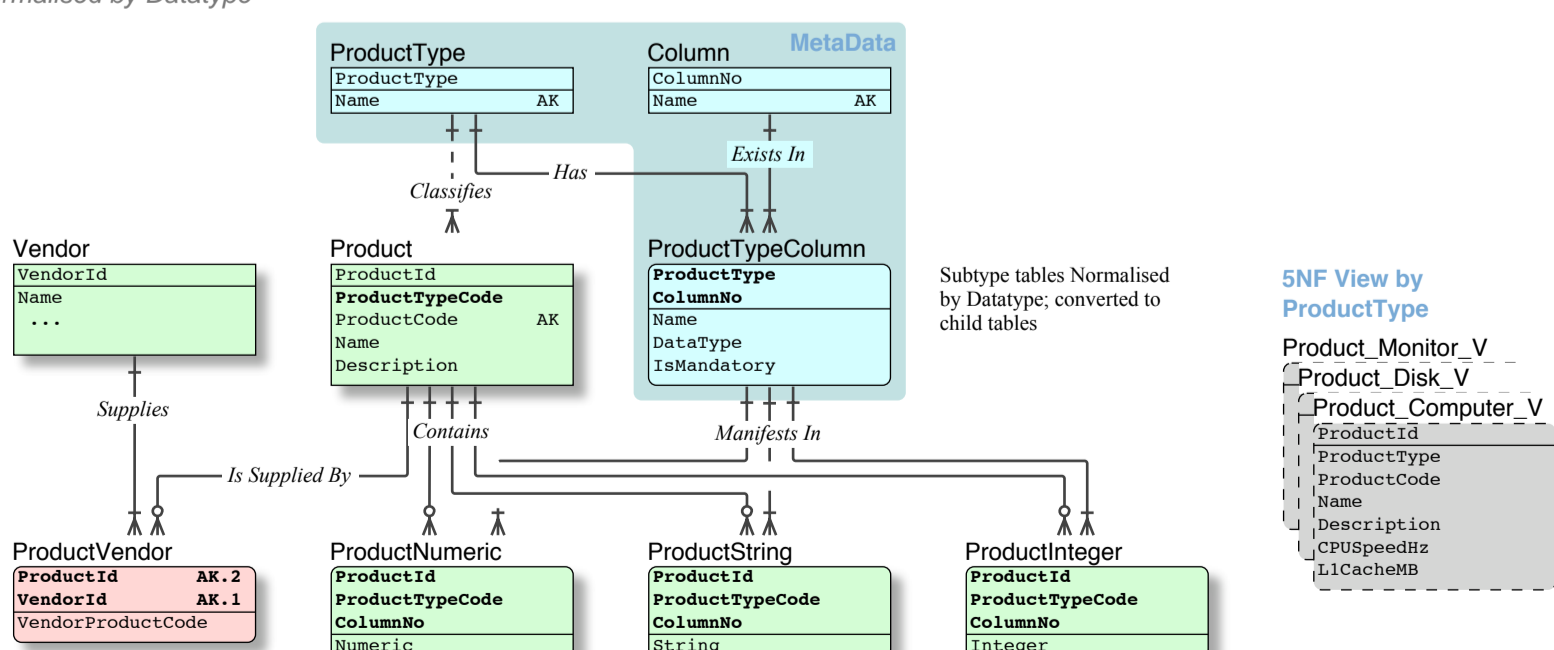 Normalised by Datatype
MetaData
ProductType
ProductType
Name AK
Column
ColumnNo
Name AK
Exists In
Has
Classifies
Vendor
VendorId
Name
...
Product
ProductId
ProductTypeCode
ProductCode AK
Name
Description
ProductTypeColumn
ProductType
ColumnNo
Name
DataType
IsMandatory
Subtype tables Normalised
by Datatype; converted to
child tables
5NF View by
ProductType
Product_Monitor_V
Product_Disk_V
Product_Computer_V
ProductId
ProductType
ProductCode
Name
Description
CPUSpeedHz
L1CacheMB
Supplies
Contains
Manifests In
Is Supplied By
ProductVendor
ProductId AK.2
VendorId AK.1
VendorProductCode
ProductNumeric
ProductId
ProductTypeCode
ColumnNo
Numeric
ProductString
ProductId
ProductTypeCode
ColumnNo
String
ProductInteger
ProductId
ProductTypeCode
ColumnNo
Integer